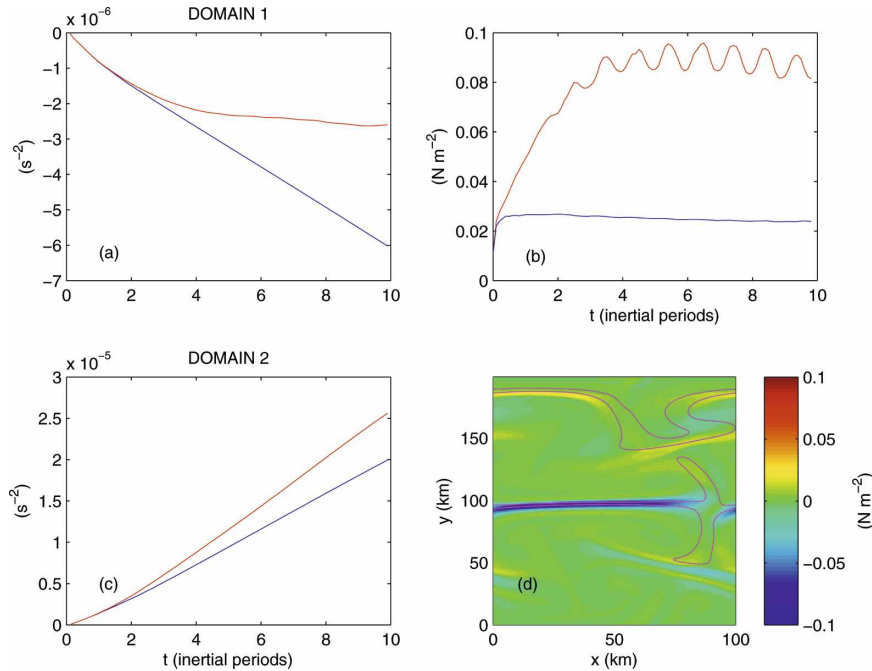 x 10⁻⁶
DOMAIN 1
0
−1
−2
−3
−4
−5
−6
−7
(s⁻²)
(a)
0 2 4 6 8 10
0.1
0.08
0.06
0.04
0.02
0
(N m⁻²)
(b)
0 2 4 6 8 10
t (inertial periods)
x 10⁻⁵
DOMAIN 2
3
2.5
2
1.5
1
0.5
0
(s⁻²)
(c)
0 2 4 6 8 10
t (inertial periods)
150
100
50
0
y (km)
(d)
0 50 100
x (km)
0.1
0.05
0
−0.05
−0.1
(N m⁻²)